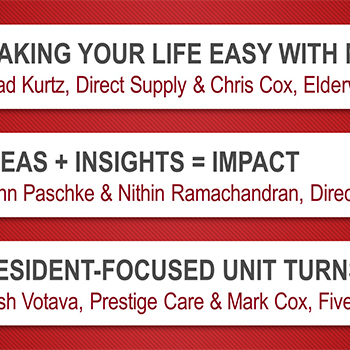 AKING YOUR LIFE EASY WITH
ad Kurtz, Direct Supply & Chris Cox, Elderw
EAS + INSIGHTS = IMPACT
nn Paschke & Nithin Ramachandran, Direc
ESIDENT-FOCUSED UNIT TURNS
sh Votava, Prestige Care & Mark Cox, Five